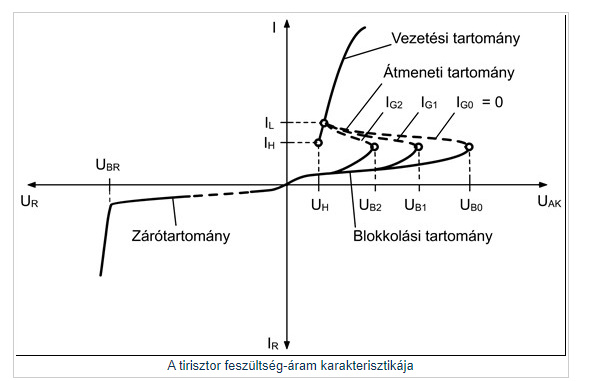 I
Vezetési tartomány
Átmeneti tartomány
IG2 IG1 IG0 = 0
IL
IH
UBR
UR
UH UB2 UB1 UB0
UAK
Zárótartomány
Blokkolási tartomány
IR
A tirisztor feszültség-áram karakterisztikája